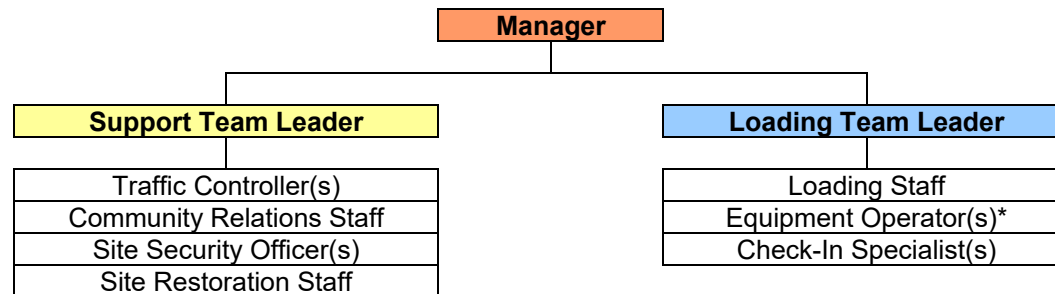 Manager
Support Team Leader
Traffic Controller(s)
Community Relations Staff
Site Security Officer(s)
Site Restoration Staff
Loading Team Leader
Loading Staff
Equipment Operator(s)*
Check-In Specialist(s)